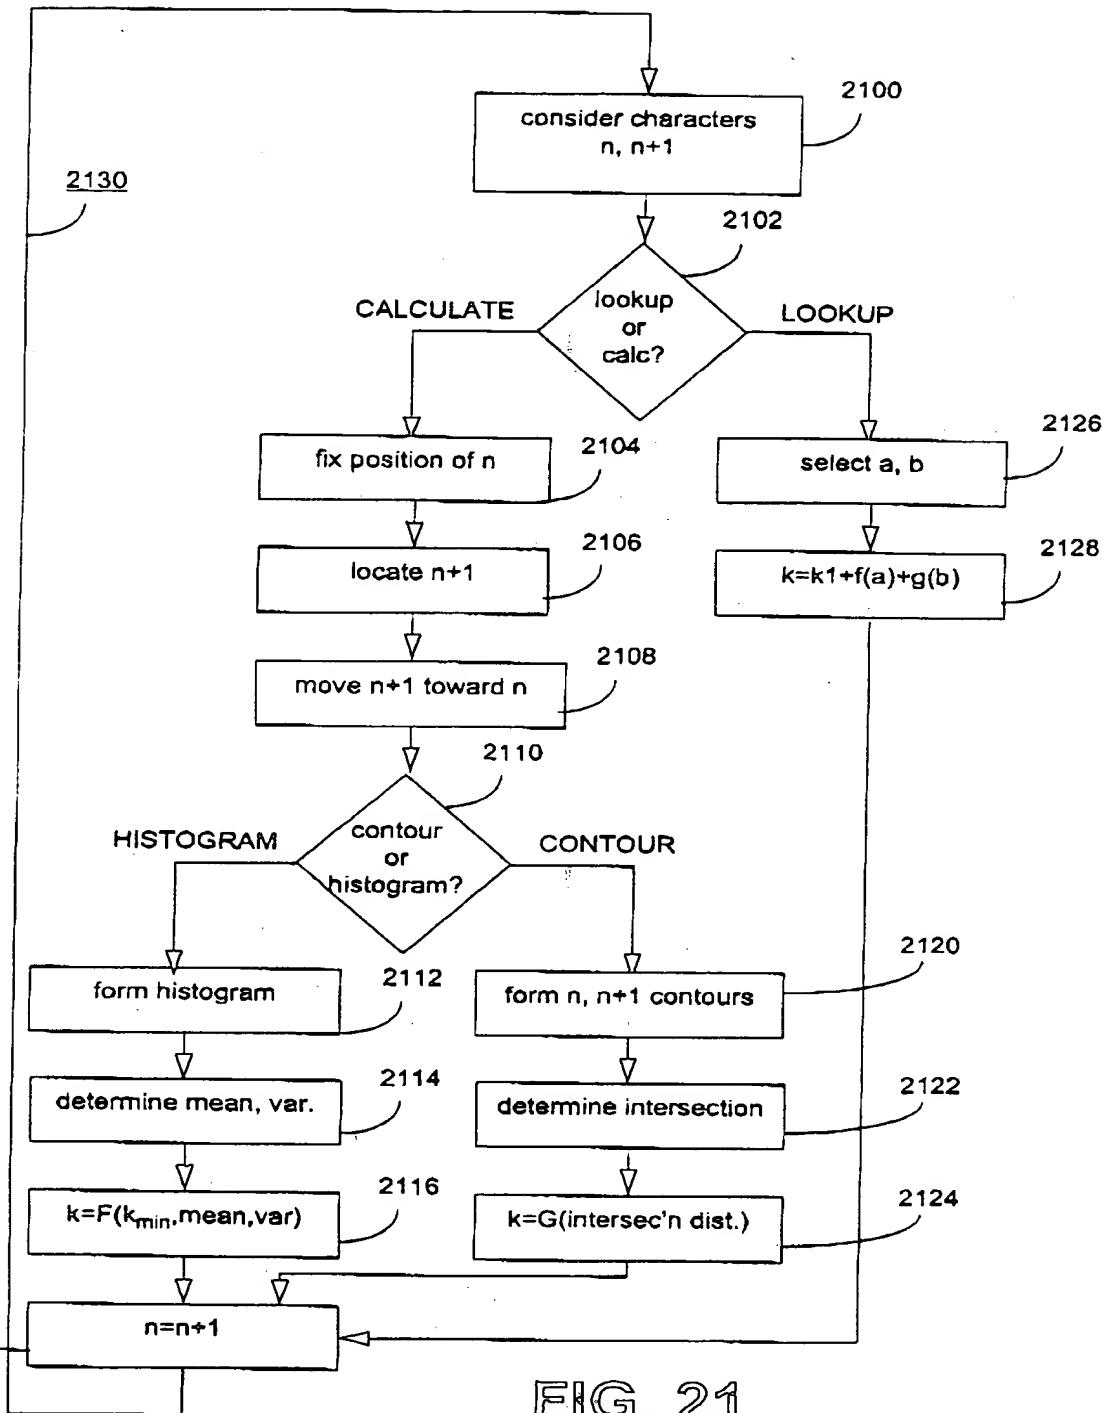 2100
consider characters
n, n+1
2130
2102
CALCULATE
lookup
or
calc?
LOOKUP
2104
fix position of n
2126
select a, b
2106
locate n+1
2128
k=k1+f(a)+g(b)
2108
move n+1 toward n
2110
HISTOGRAM
contour
or
histogram?
CONTOUR
2112
form histogram
2120
form n, n+1 contours
2114
determine mean, var.
2122
determine intersection
2116
k=F(kmin,mean,var)
2124
k=G(intersec'n dist.)
n=n+1
FIG 21